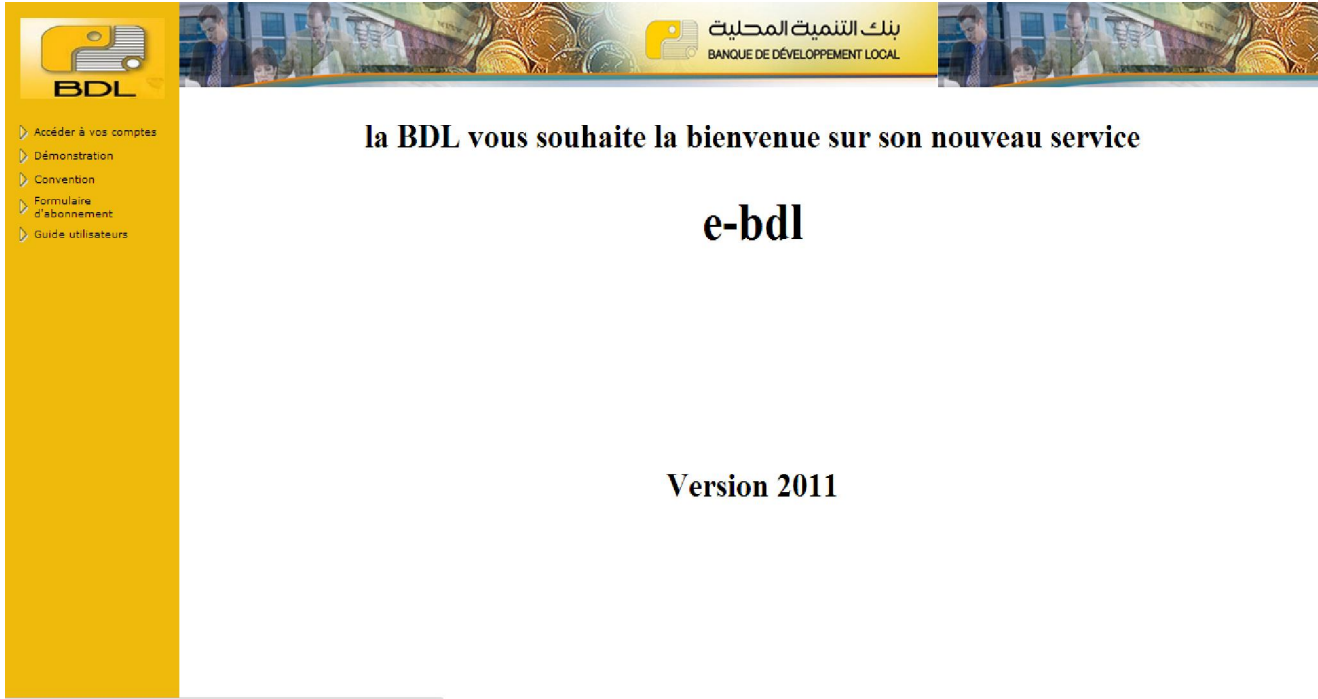 BDL
بنك التنمية المحلية
BANQUE DE DÉVELOPPEMENT LOCAL
Accéder à vos comptes
Démonstration
Convention
Formulaire
d'abonnement
Guide utilisateurs
la BDL vous souhaite la bienvenue sur son nouveau service
e-bdl
Version 2011